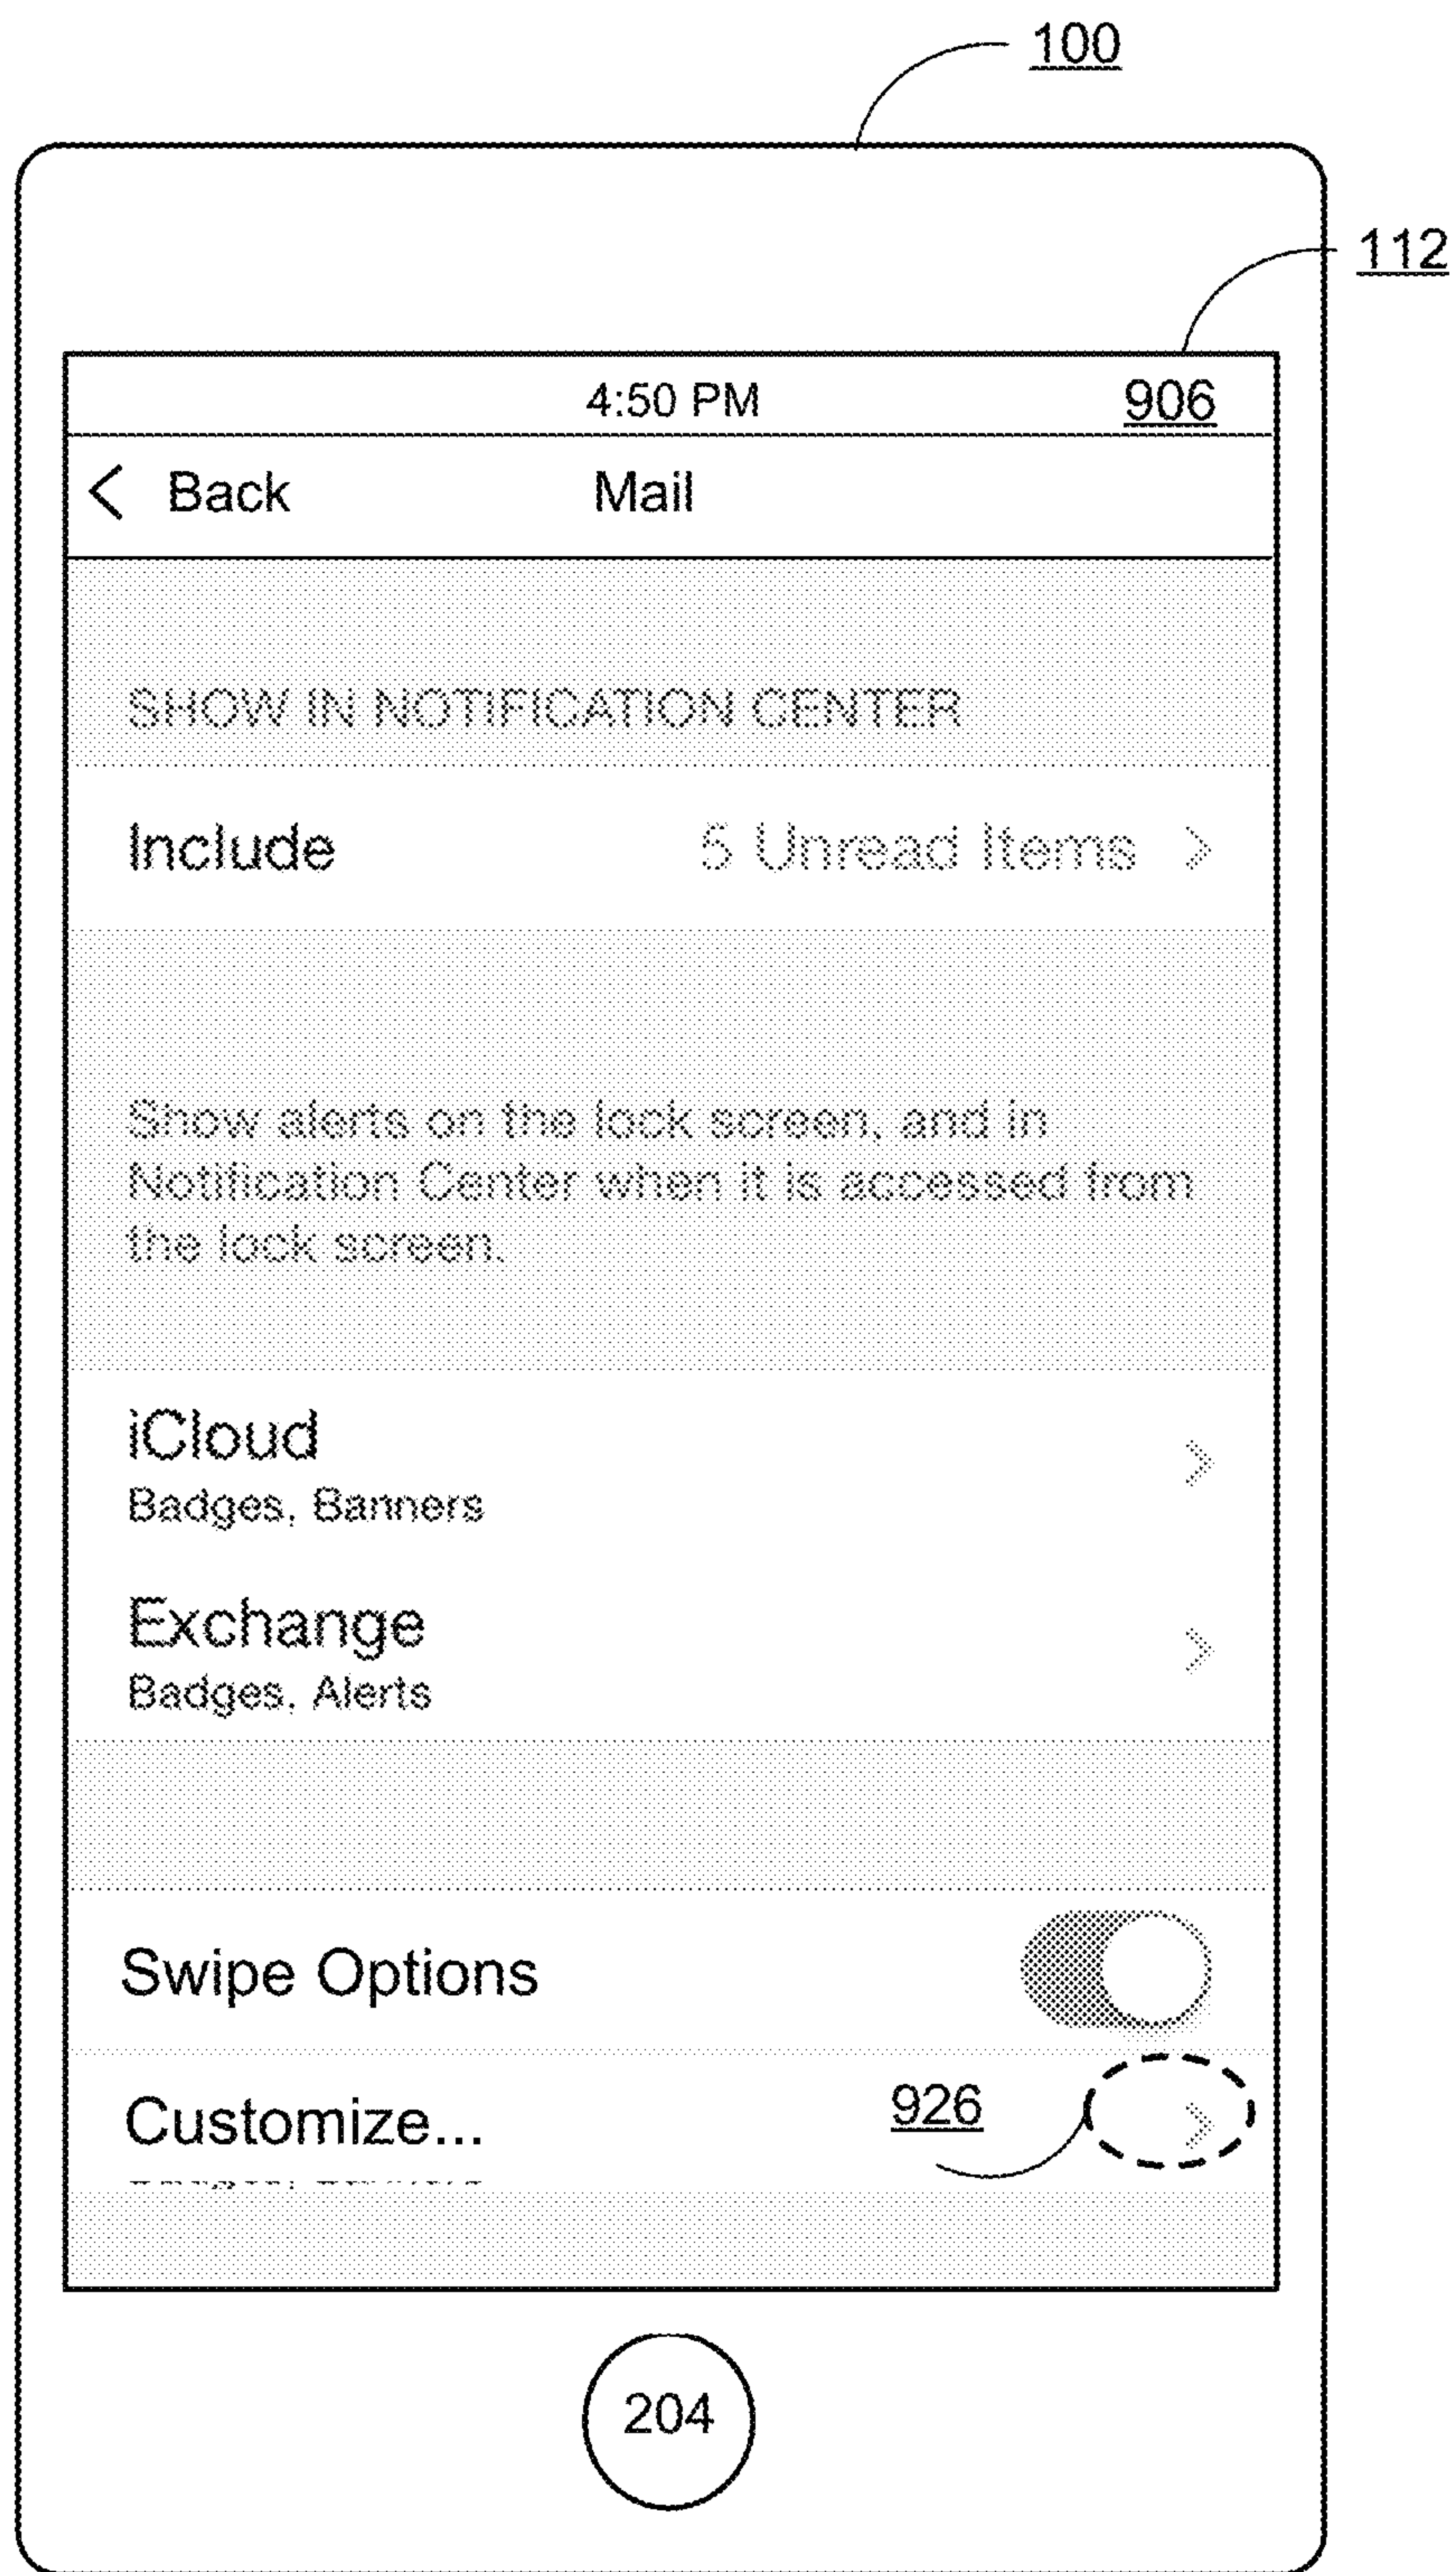 100
112
4:50 PM 906
< Back Mail
SHOW IN NOTIFICATION CENTER
Include 5 Unread Items >
Show alerts on the lock screen, and in
Notification Center when it is accessed from
the lock screen.
iCloud >
Badges, Banners
Exchange >
Badges, Alerts
Swipe Options
Customize... 926 >
204